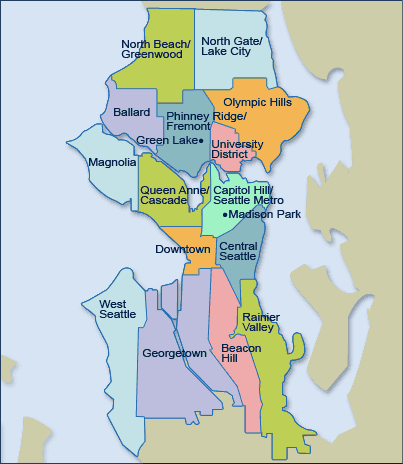 North Beach/
Greenwood
North Gate/
Lake City
Ballard
Olympic Hills
Phinney Ridge/
Fremont
Green Lake
University
District
Magnolia
Queen Anne/
Cascade
Capitol Hill/
Seattle Metro
Madison Park
Downtown
Central
Seattle
West
Seattle
Rainier
Valley
Georgetown
Beacon
Hill